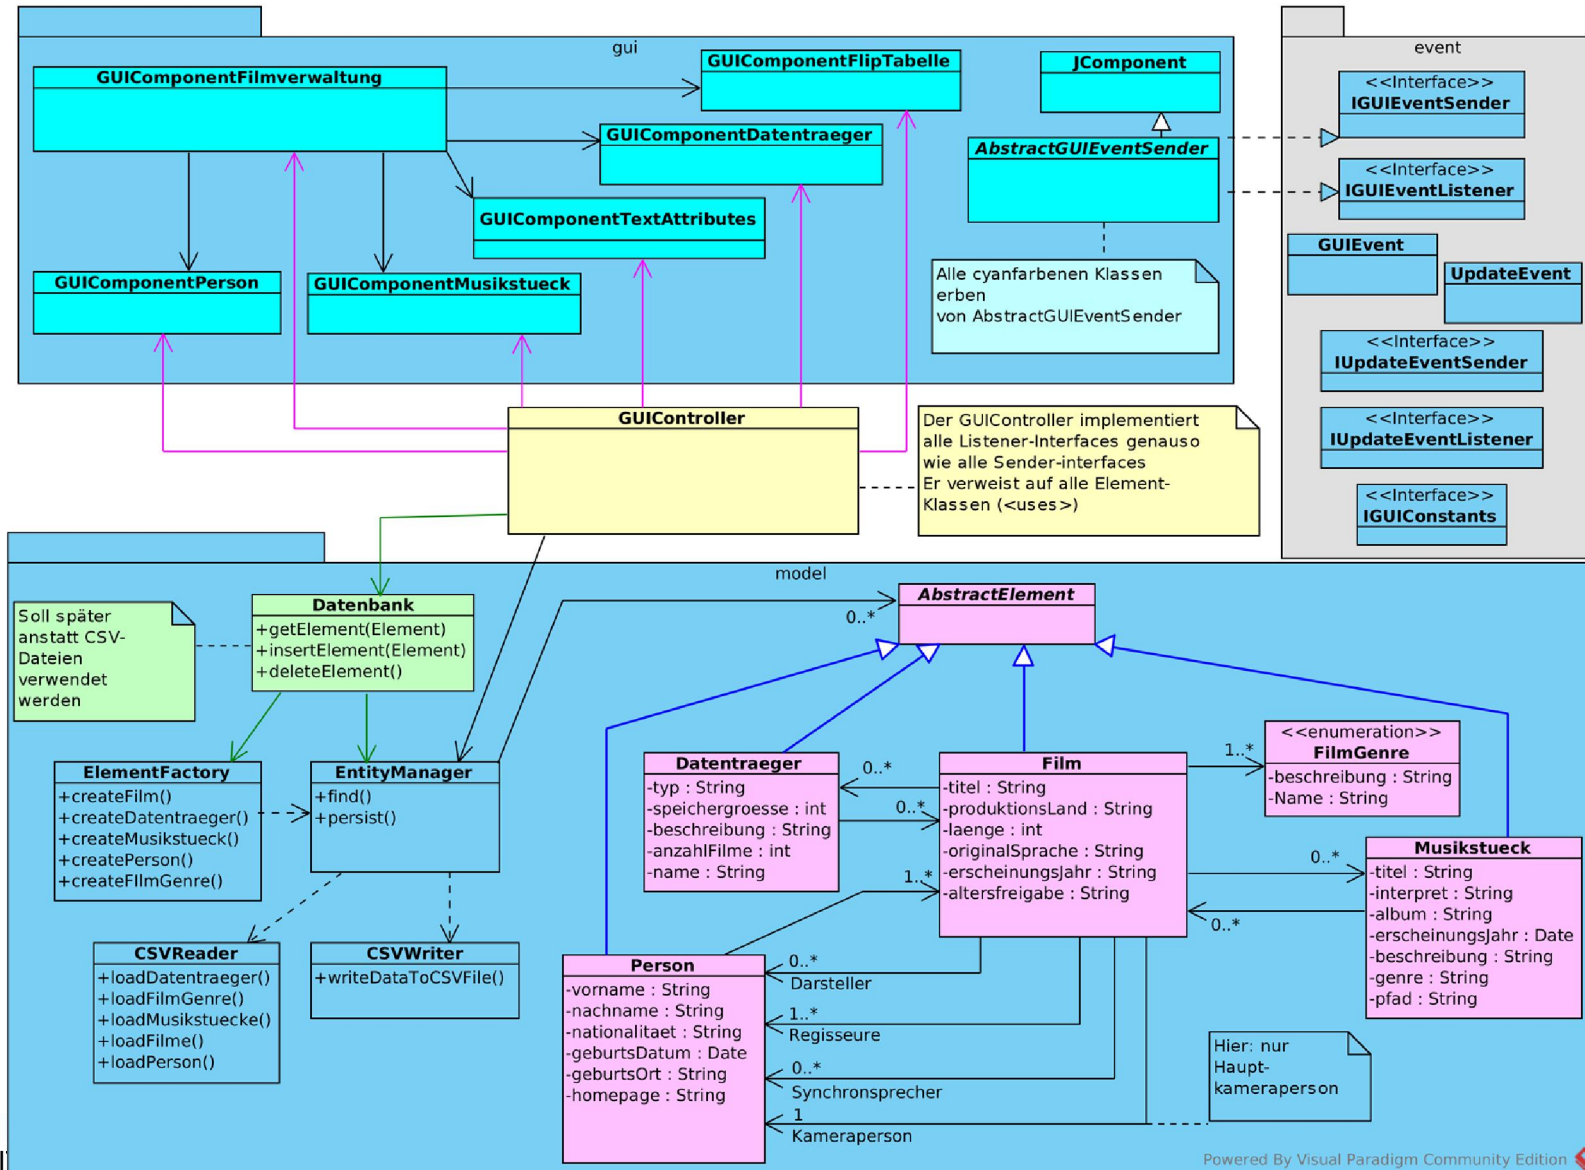 gui
GUIComponentFilmverwaltung
GUIComponentFlipTabelle
JComponent
GUIComponentDatentraeger
AbstractGUIEventSender
GUIComponentTextAttributes
GUIComponentPerson
GUIComponentMusikstueck
Alle cyanfarbenen Klassen
erben
von AbstractGUIEventSender
event
<<Interface>>
IGUIEventSender
<<Interface>>
IGUIEventListener
GUIEvent
UpdateEvent
<<Interface>>
IUpdateEventSender
<<Interface>>
IUpdateEventListener
<<Interface>>
IGUIConstants
GUIController
Der GUIController implementiert
alle Listener-Interfaces genauso
wie alle Sender-interfaces
Er verweist auf alle Element-
Klassen (<uses>)
model
Soll später
anstatt CSV-
Dateien
verwendet
werden
Datenbank
+getElement(Element)
+insertElement(Element)
+deleteElement()
AbstractElement
0..*
ElementFactory
+createFilm()
+createDatentraeger()
+createMusikstueck()
+createPerson()
+createFIlmGenre()
EntityManager
+find()
+persist()
CSVReader
+loadDatentraeger()
+loadFilmGenre()
+loadMusikstuecke()
+loadFilme()
+loadPerson()
CSVWriter
+writeDataToCSVFile()
Datentraeger
-typ : String
-speichergroesse : int
-beschreibung : String
-anzahlFilme : int
-name : String
0..*
0..*
1..*
Film
-titel : String
-produktionsLand : String
-laenge : int
-originalSprache : String
-erscheinungsJahr : String
-altersfreigabe : String
1..*
<<enumeration>>
FilmGenre
-beschreibung : String
-Name : String
0..*
0..*
Musikstueck
-titel : String
-interpret : String
-album : String
-erscheinungsJahr : Date
-beschreibung : String
-genre : String
-pfad : String
Person
-vorname : String
-nachname : String
-nationalitaet : String
-geburtsDatum : Date
-geburtsOrt : String
-homepage : String
0..*
Darsteller
1..*
Regisseure
0..*
Synchronsprecher
1
Kameraperson
Hier: nur
Haupt-
kameraperson
Powered By Visual Paradigm Community Edition